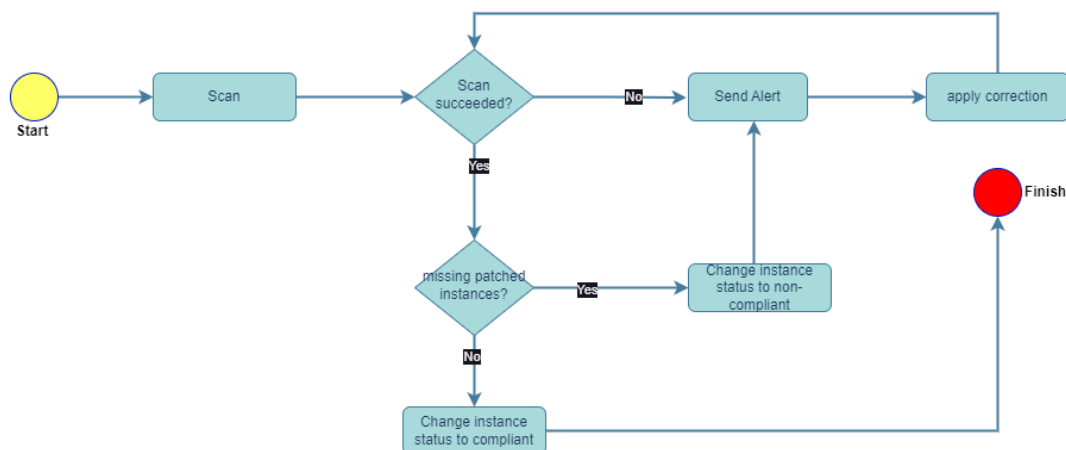 Scan
Scan
succeeded?
No
Send Alert
apply correction
Start
Yes
Finish
missing patched
instances?
Yes
Change instance
status to non-
compliant
No
Change instance
status to compliant